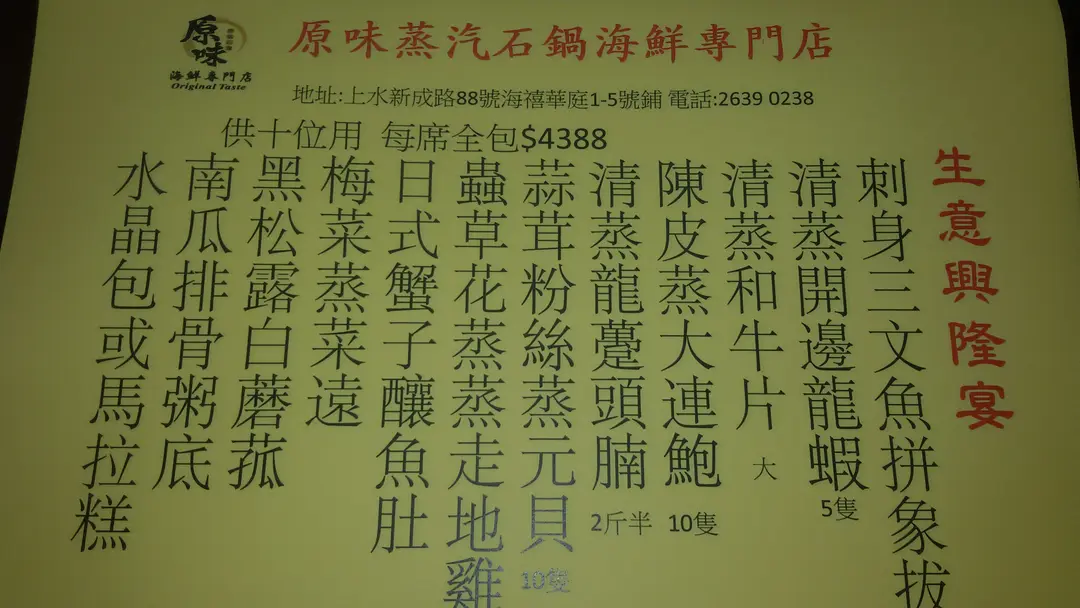 原味
海鮮專門店
Original Taste
原味蒸汽石鍋海鮮專門店
地址:上水新成路88號海禧華庭1-5號鋪 電話:2639 0238
供十位用 每席全包$4388
生意興隆宴
刺身三文魚拼象拔
清蒸開邊龍蝦 5隻
清蒸和牛片 大
陳皮蒸大連鮑 10隻
清蒸龍躉頭腩 2斤半
蒜茸粉絲蒸元貝 10隻
蟲草花蒸蒸走地雞
日式蟹子釀魚肚
梅菜蒸菜遠
黑松露白蘑菰
南瓜排骨粥底
水晶包或馬拉糕